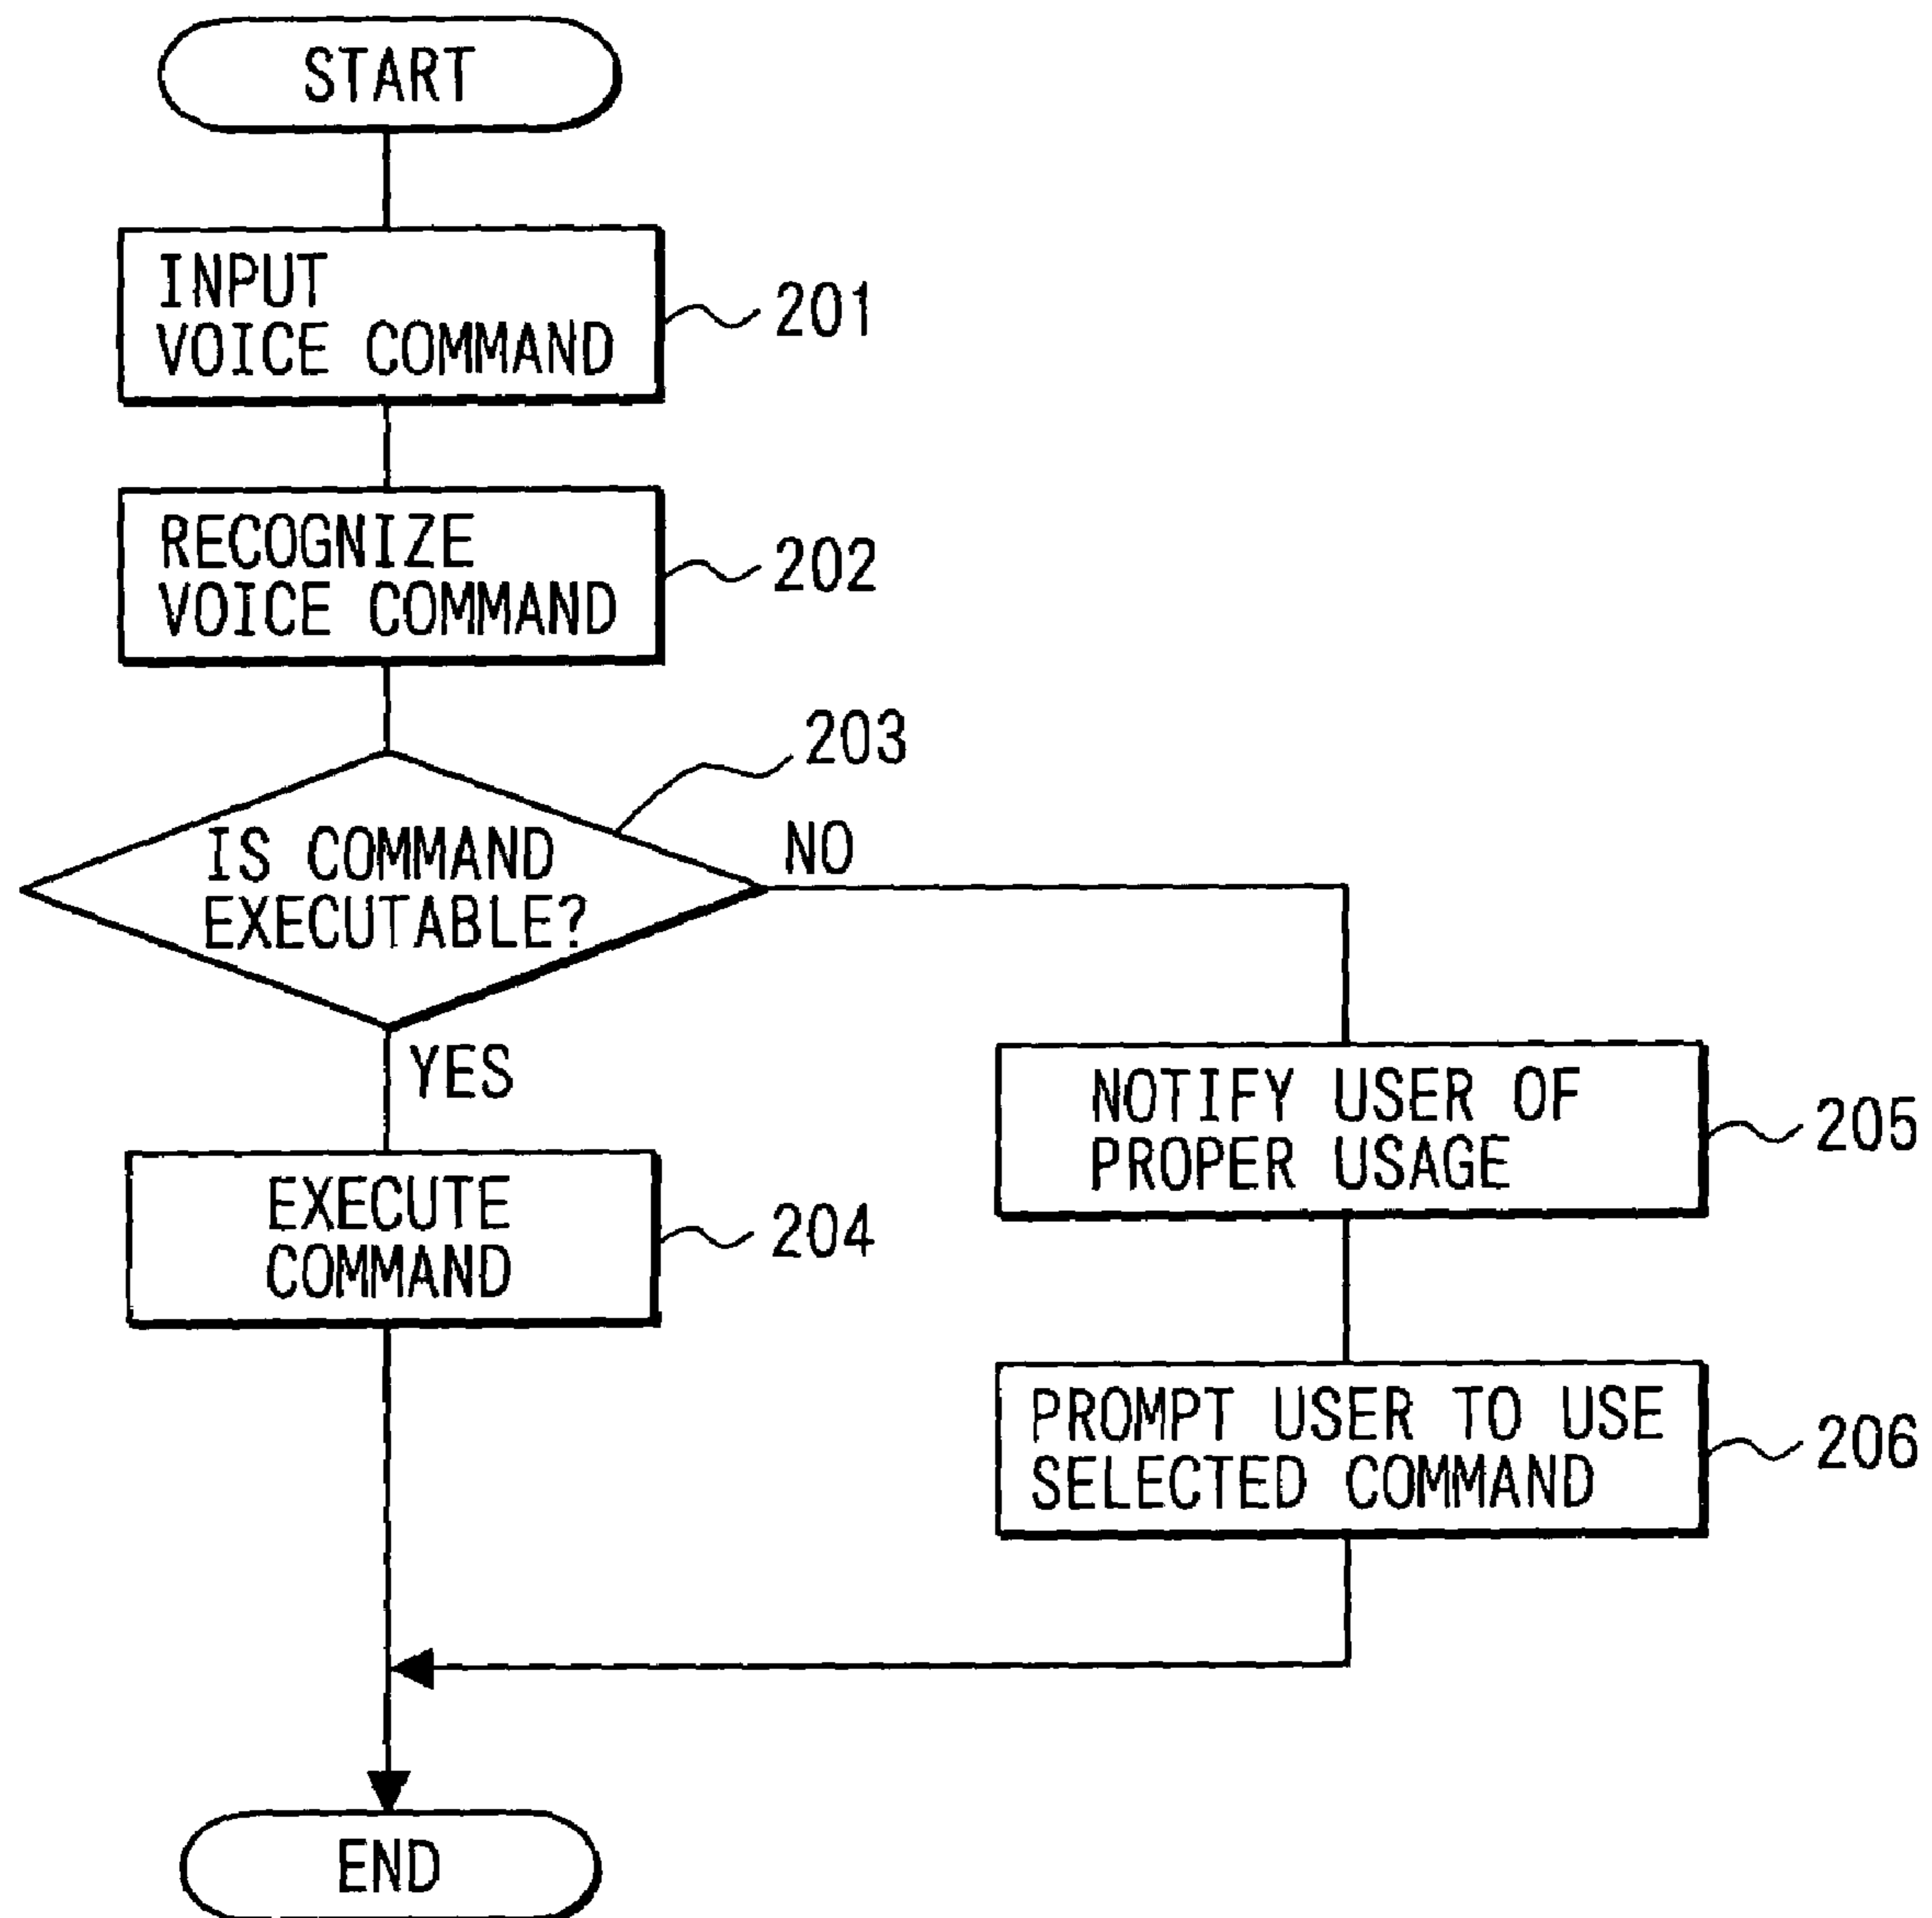 START
INPUT
VOICE COMMAND
201
RECOGNIZE
VOICE COMMAND
202
203
IS COMMAND
EXECUTABLE?
NO
YES
EXECUTE
COMMAND
204
NOTIFY USER OF
PROPER USAGE
205
PROMPT USER TO USE
SELECTED COMMAND
206
END